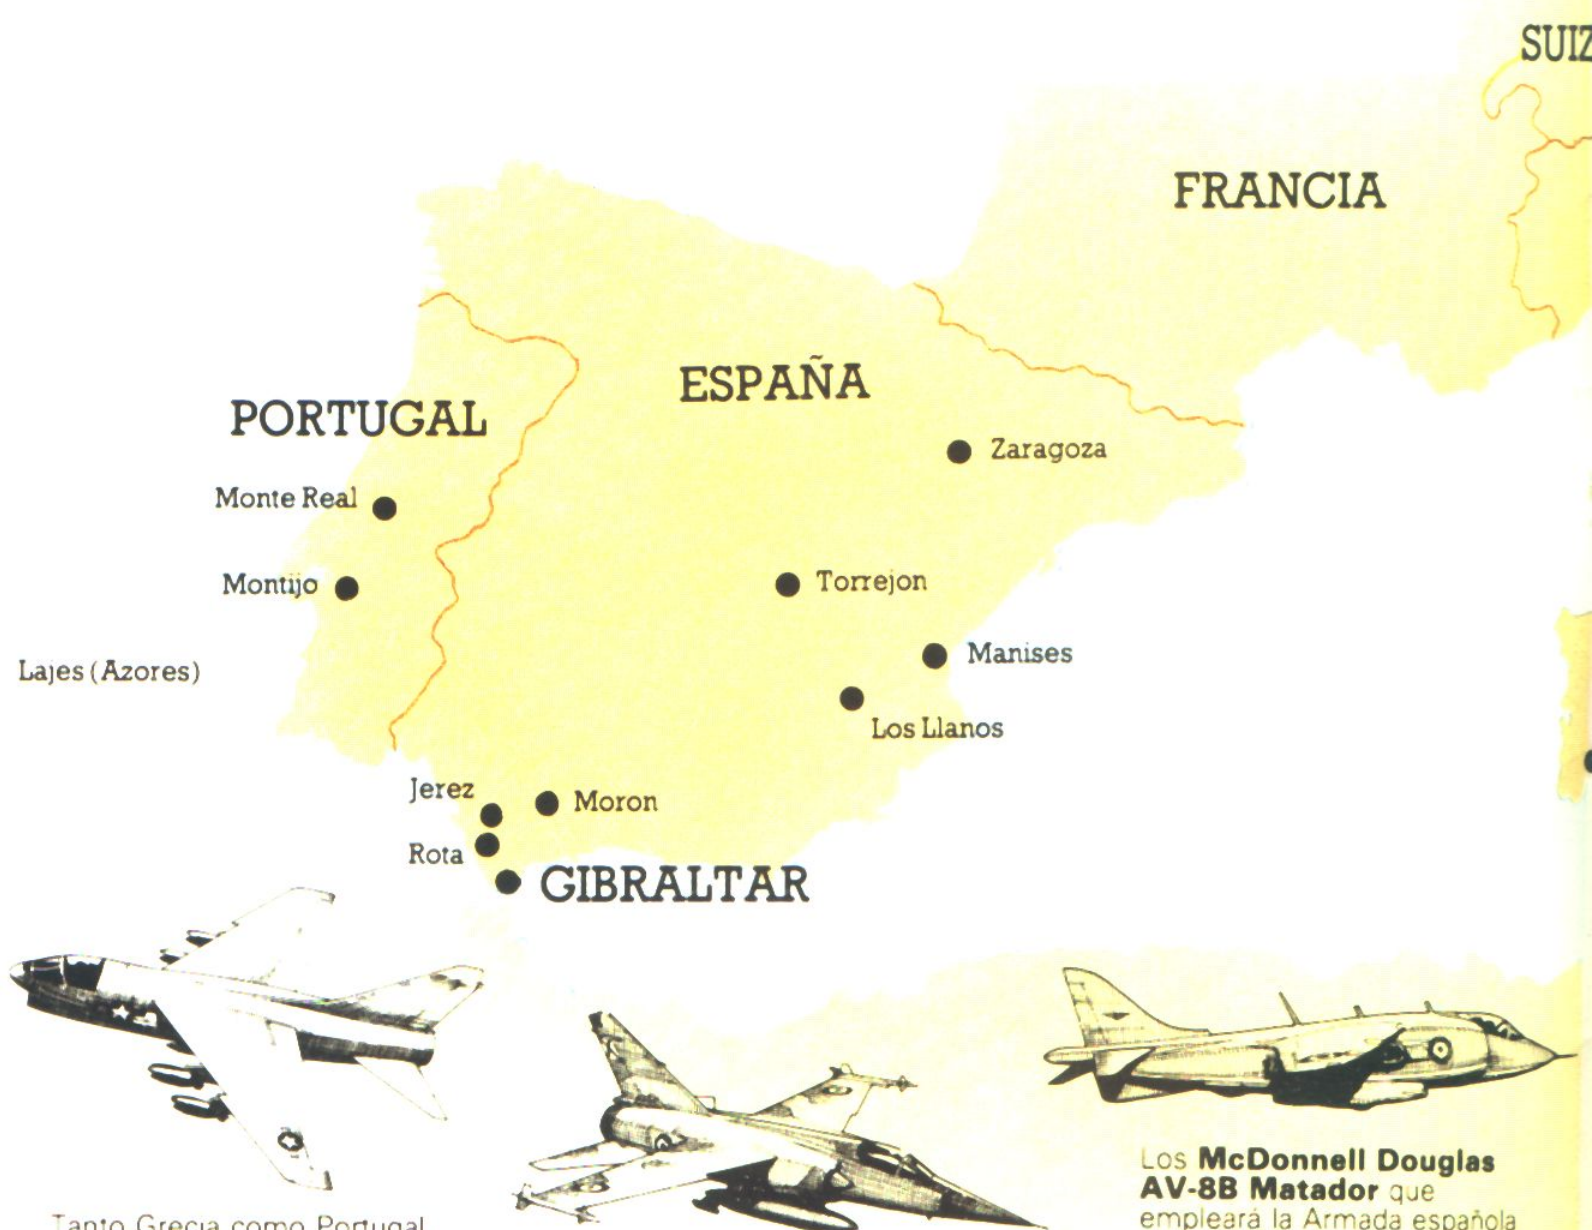 SUIZ
FRANCIA
ESPAÑA
PORTUGAL
Zaragoza
Monte Real
Montijo
Torrejon
Lajes (Azores)
Manises
Los Llanos
Jerez
Moron
Rota
GIBRALTAR
Los McDonnell Douglas
AV-8B Matador que
empleará la Armada española
Tanto Grecia como Portugal